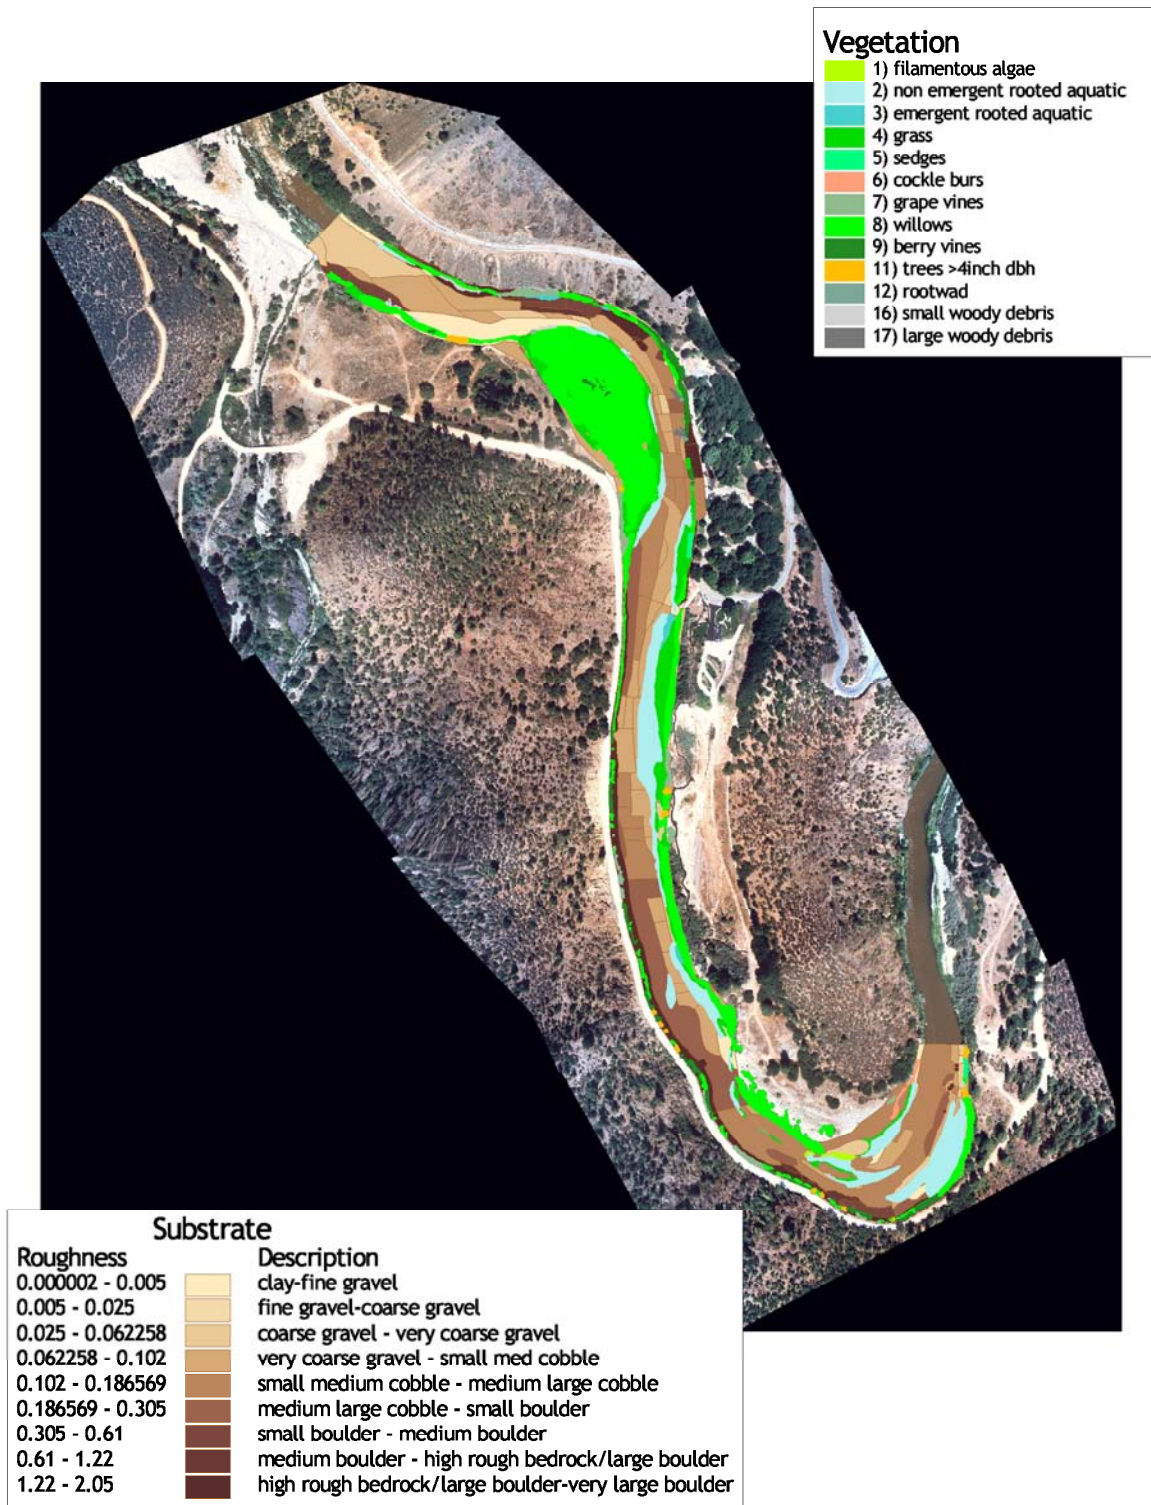 Vegetation
1) filamentous algae
2) non emergent rooted aquatic
3) emergent rooted aquatic
4) grass
5) sedges
6) cockle burs
7) grape vines
8) willows
9) berry vines
11) trees >4inch dbh
12) rootwad
16) small woody debris
17) large woody debris
Substrate
Roughness Description
0.000002 - 0.005 clay-fine gravel
0.005 - 0.025 fine gravel-coarse gravel
0.025 - 0.062258 coarse gravel - very coarse gravel
0.062258 - 0.102 very coarse gravel - small med cobble
0.102 - 0.186569 small medium cobble - medium large cobble
0.186569 - 0.305 medium large cobble - small boulder
0.305 - 0.61 small boulder - medium boulder
0.61 - 1.22 medium boulder - high rough bedrock/large boulder
1.22 - 2.05 high rough bedrock/large boulder-very large boulder